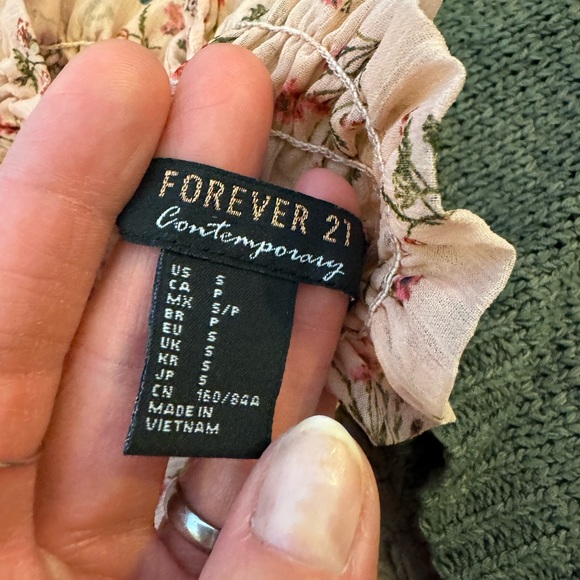 FOREVER 21
Contemporary
US S
CA P
MX S/P
BR P
EU S
UK S
KR S
JP S
CN 160/84A
MADE IN
VIETNAM